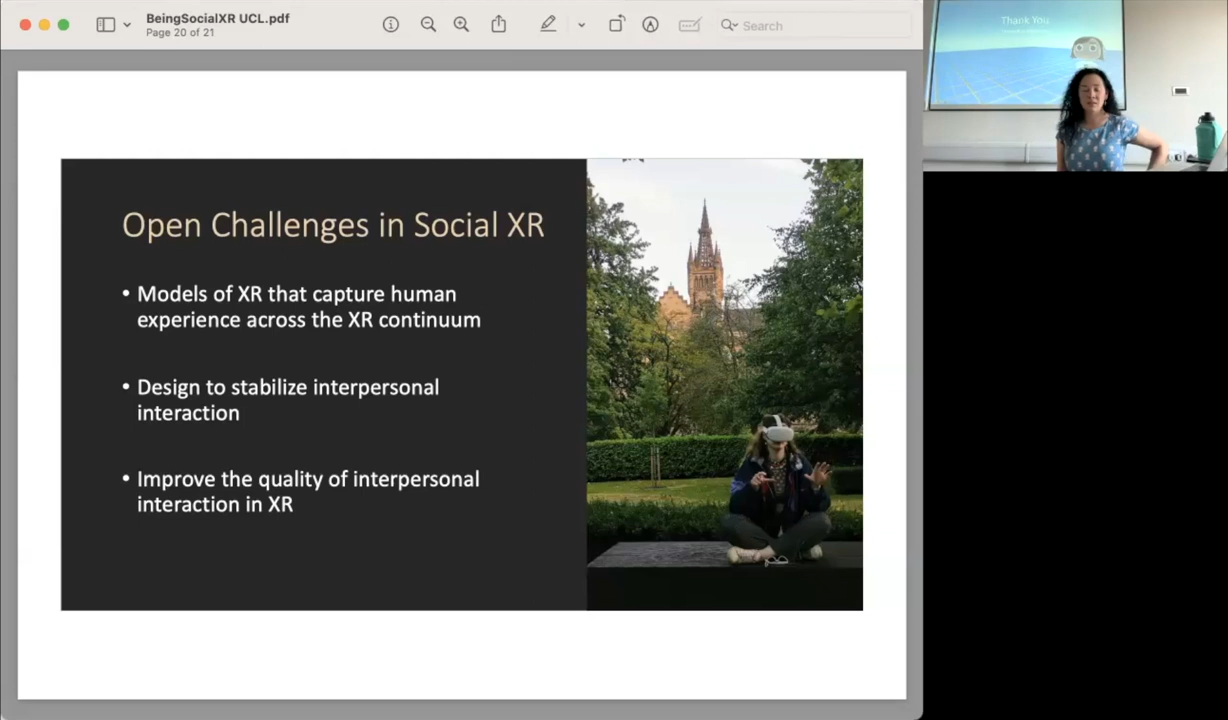 BeingSocialXR UCL.pdf
Page 20 of 21
Search
Open Challenges in Social XR
• Models of XR that capture human
experience across the XR continuum
• Design to stabilize interpersonal
interaction
• Improve the quality of interpersonal
interaction in XR
Thank You